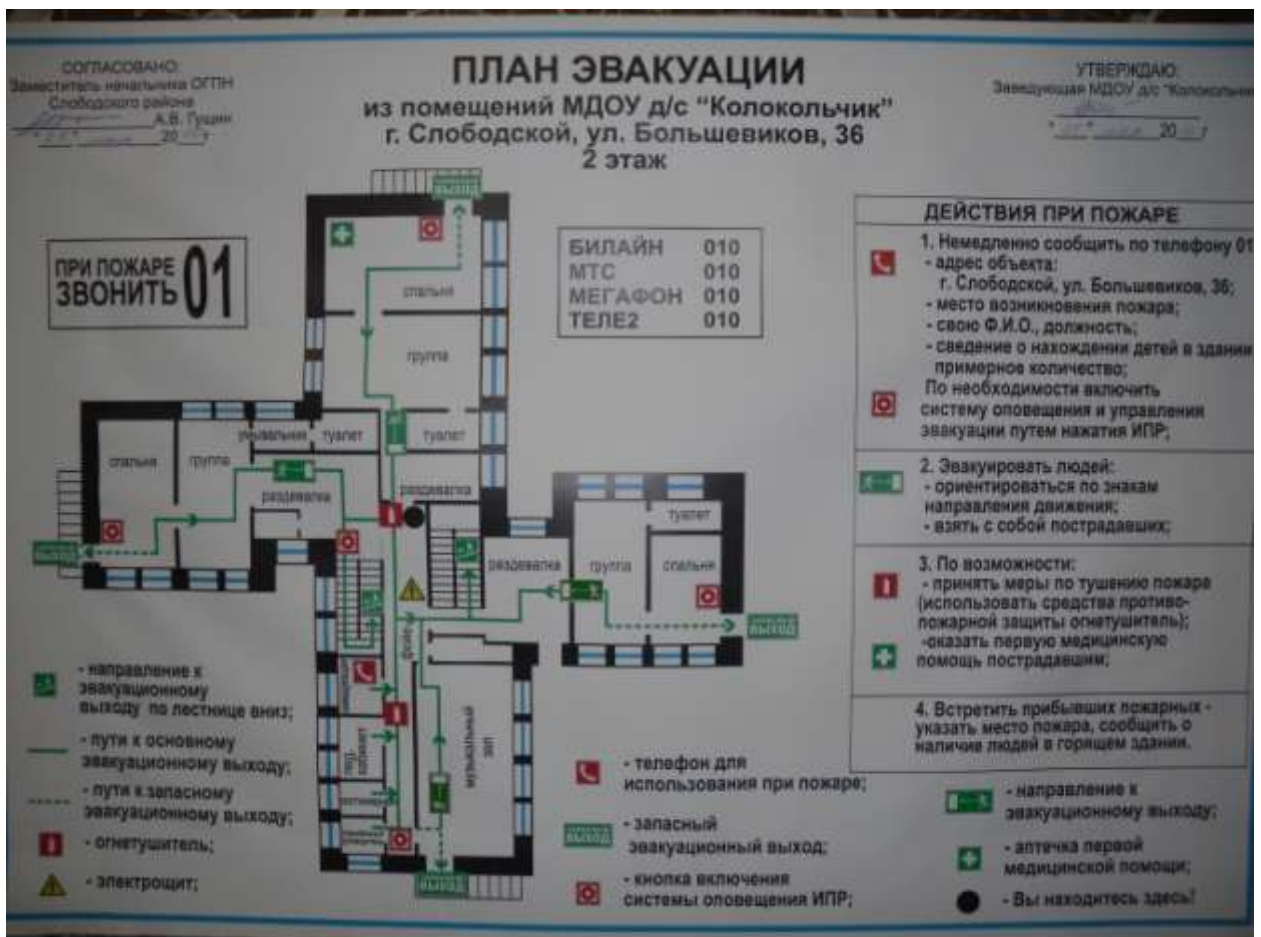 СОГЛАСОВАНО:
Заместитель начальника ОГПН
Слободского района
А.В. Гущин
20 г
ПЛАН ЭВАКУАЦИИ
из помещений МДОУ д/с "Колокольчик"
г. Слободской, ул. Большевиков, 36
2 этаж
УТВЕРЖДАЮ:
Заведующая МДОУ д/с "Колокольчи
20 г
ПРИ ПОЖАРЕ
ЗВОНИТЬ 01
БИЛАЙН 010
МТС 010
МЕГАФОН 010
ТЕЛЕ2 010
спальня
группа
умывальня
туалет
туалет
спальня
группа
раздевалка
раздевалка
туалет
раздевалка
группа
спальня
фойе
музыкальный
зал
кабинет
ВЫХОД
ВЫХОД
ВЫХОД
ВЫХОД
ДЕЙСТВИЯ ПРИ ПОЖАРЕ
1. Немедленно сообщить по телефону 01
- адрес объекта:
г. Слободской, ул. Большевиков, 36;
- место возникновения пожара;
- свою Ф.И.О., должность;
- сведение о нахождении детей в здании
примерное количество;
По необходимости включить
систему оповещения и управления
эвакуации путем нажатия ИПР;
2. Эвакуировать людей:
- ориентироваться по знакам
направления движения;
- взять с собой пострадавших;
3. По возможности:
- принять меры по тушению пожаре
(использовать средства противо-
пожарной защиты огнетушитель);
-оказать первую медицинскую
помощь пострадавшим;
4. Встретить прибывших пожарных -
указать место пожара, сообщить о
наличие людей в горящем здании.
- направление к
эвакуационному
выходу по лестнице вниз;
- пути к основному
эвакуационному выходу;
- пути к запасному
эвакуационному выходу;
- огнетушитель;
- электрощит;
- телефон для
использования при пожаре;
ВЫХОД
- запасный
эвакуационный выход;
- кнопка включения
системы оповещения ИПР;
- направление к
эвакуационному выходу;
- аптечка первой
медицинской помощи;
- Вы находитесь здесь!